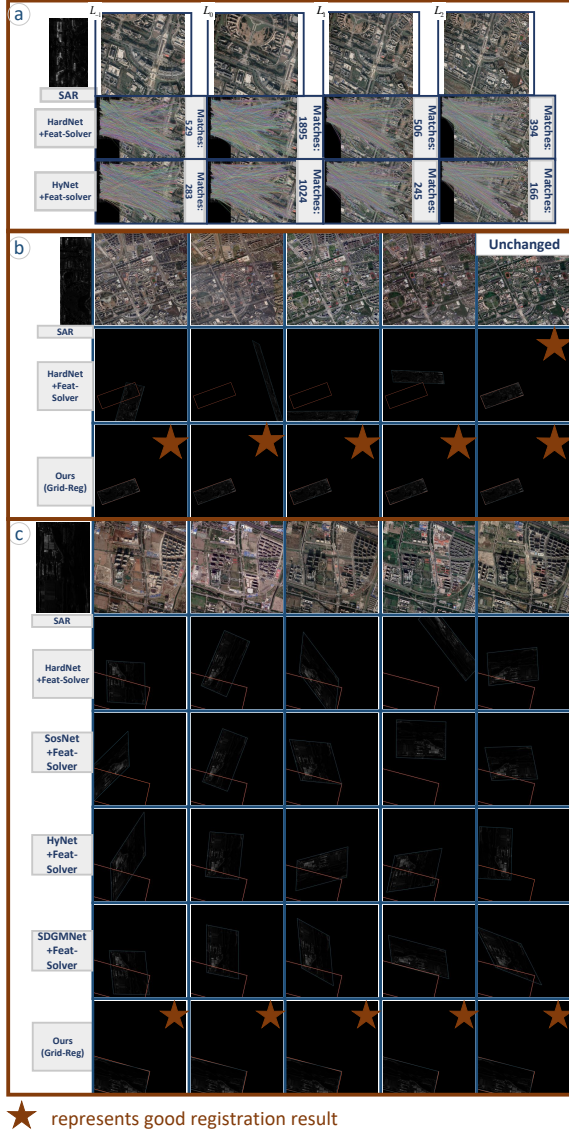 a
L-1
L0
L1
L2
SAR
HardNet
+Feat-Solver
Matches:
529
Matches:
1895
Matches:
506
Matches:
394
HyNet
+Feat-solver
Matches:
283
Matches:
1024
Matches:
245
Matches:
166
b
Unchanged
SAR
HardNet
+Feat-
Solver
Ours
(Grid-Reg)
c
SAR
HardNet
+Feat-Solver
SosNet
+Feat-
Solver
HyNet
+Feat-
Solver
SDGMNet
+Feat-
Solver
Ours
(Grid-Reg)
represents good registration result